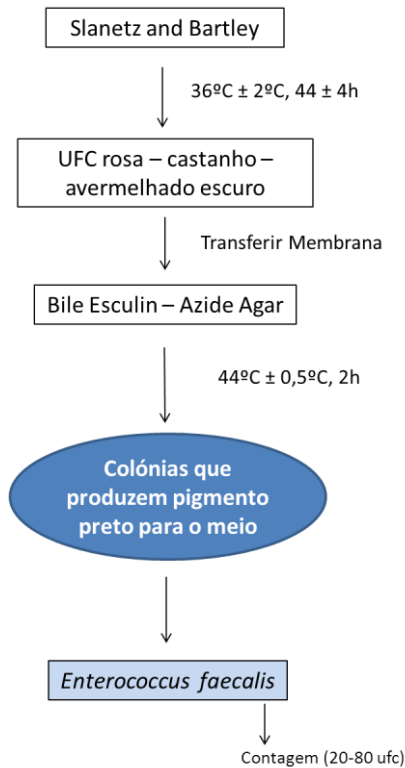 Slanetz and Bartley
36ºC ± 2ºC, 44 ± 4h
UFC rosa – castanho –
avermelhado escuro
Transferir Membrana
Bile Esculin – Azide Agar
44ºC ± 0,5ºC, 2h
Colónias que
produzem pigmento
preto para o meio
Enterococcus faecalis
Contagem (20-80 ufc)